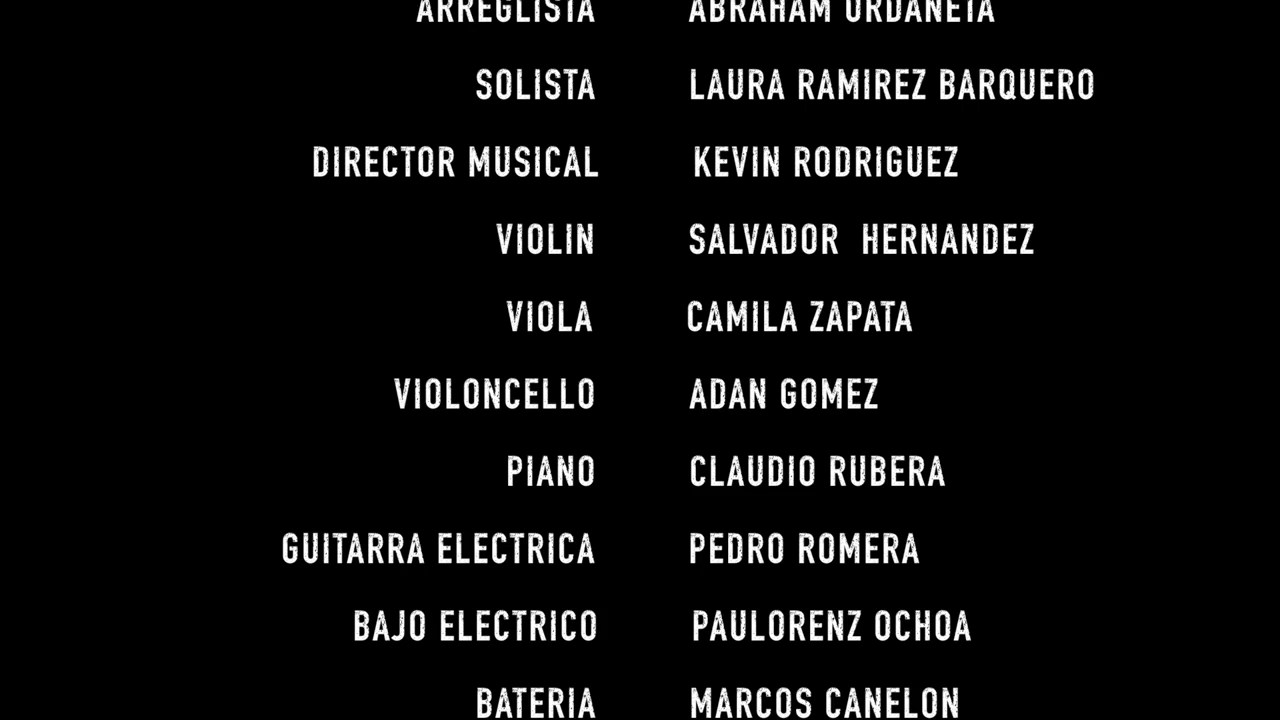 ARREGLISTA ABRAHAM URDANETA
SOLISTA LAURA RAMIREZ BARQUERO
DIRECTOR MUSICAL KEVIN RODRIGUEZ
VIOLIN SALVADOR HERNANDEZ
VIOLA CAMILA ZAPATA
VIOLONCELLO ADAN GOMEZ
PIANO CLAUDIO RUBERA
GUITARRA ELECTRICA PEDRO ROMERA
BAJO ELECTRICO PAULORENZ OCHOA
BATERIA MARCOS CANELON